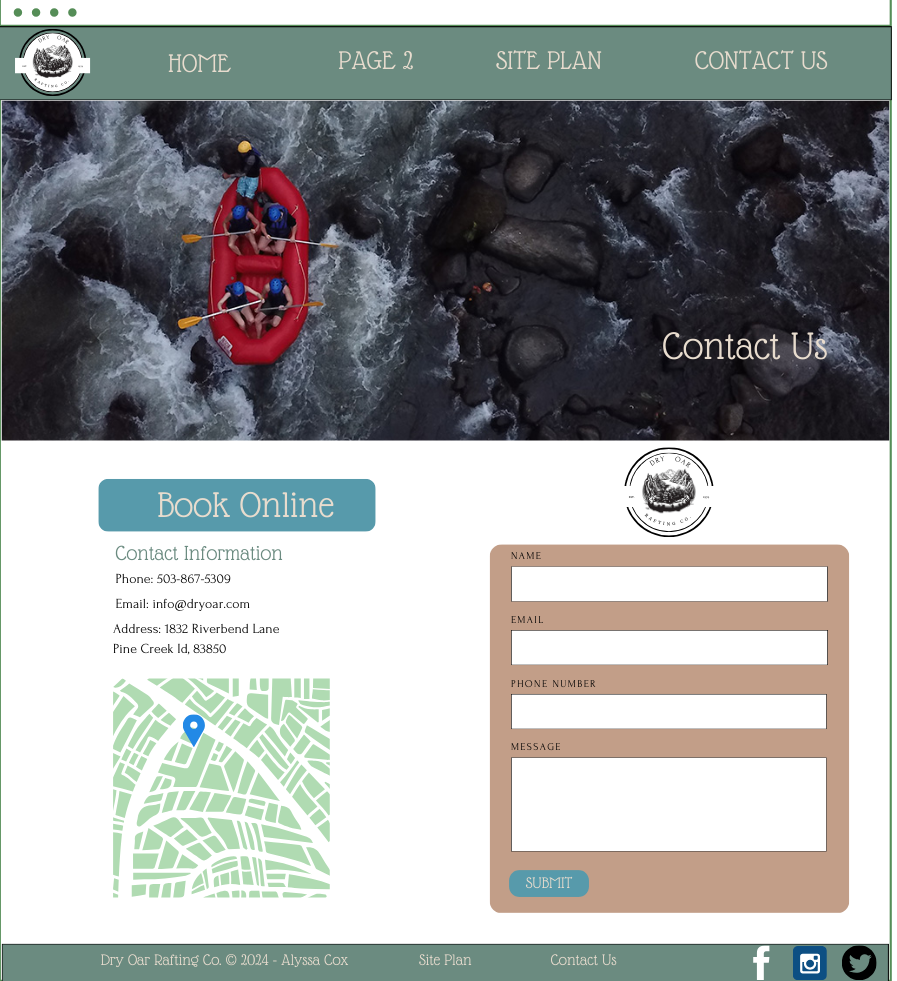 DRY OAR
RAFTING CO.
HOME
PAGE 2
SITE PLAN
CONTACT US
Contact Us
DRY OAR
RAFTING CO.
Book Online
Contact Information
Phone: 503-867-5309
Email: info@dryoar.com
Address: 1832 Riverbend Lane
Pine Creek Id, 83850
NAME
EMAIL
PHONE NUMBER
MESSAGE
SUBMIT
Dry Oar Rafting Co. © 2024 - Alyssa Cox
Site Plan
Contact Us